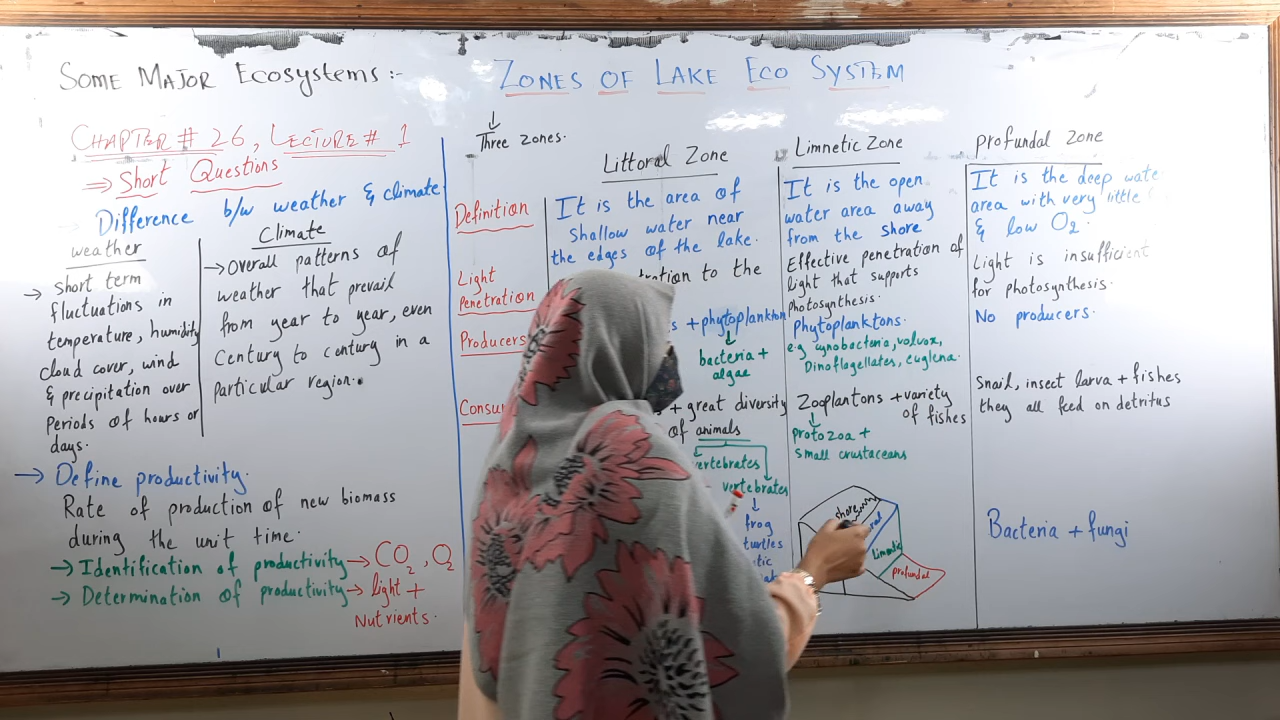 SOME MAJOR ECOSYSTEMS :-
CHAPTER # 26, LECTURE # 1
⇒ Short Questions
Difference b/w weather & climate
weather
→ short term
fluctuations in
temperature, humidity
cloud cover, wind
& precipitation over
Periods of hours or
days.
Climate
→ Overall patterns of
weather that prevail
from year to year, even
Century to century in a
particular region.
→ Define productivity.
Rate of production of new biomass
during the unit time.
→ Identification of productivity → CO2, O2
→ Determination of productivity → light +
Nutrients.
ZONES OF LAKE ECO SYSTEM
↓
Three zones.
Definition
Light
Penetration
Producers
Littoral Zone
It is the area of
Shallow water near
the edges of the lake.
to the
+ phytoplankton
↓
bacteria +
algae
+ great diversity
of animals
vertebrates
vertebrates
↓
frog
turtles
Limnetic Zone
It is the open
water area away
from the shore
Effective penetration of
light that supports
photosynthesis.
Phytoplanktons.
e.g cynobacteria, volvox,
Dinoflagellates, euglena.
Zooplantons + variety
of fishes
↓
protozoa +
small crustaceans
shore
Limnetic
profundal
Profundal Zone
It is the deep
area with very little
& low O2.
Light is insufficient
for photosynthesis.
No producers.
Snail, insect larva + fishes
they all feed on detritus
Bacteria + fungi